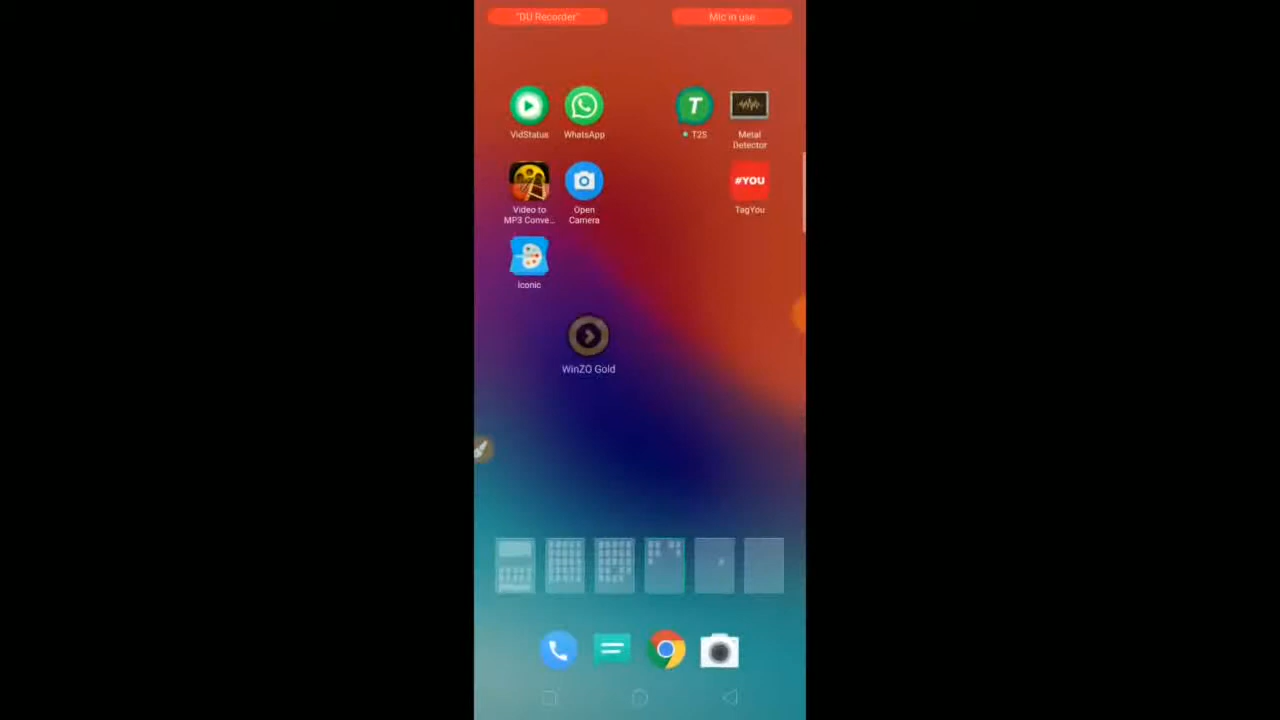 "DU Recorder"
Mic in use
VidStatus
WhatsApp
T
T2S
Metal
Detector
Video to
MP3 Conve...
Open
Camera
#YOU
TagYou
Iconic
WinZO Gold